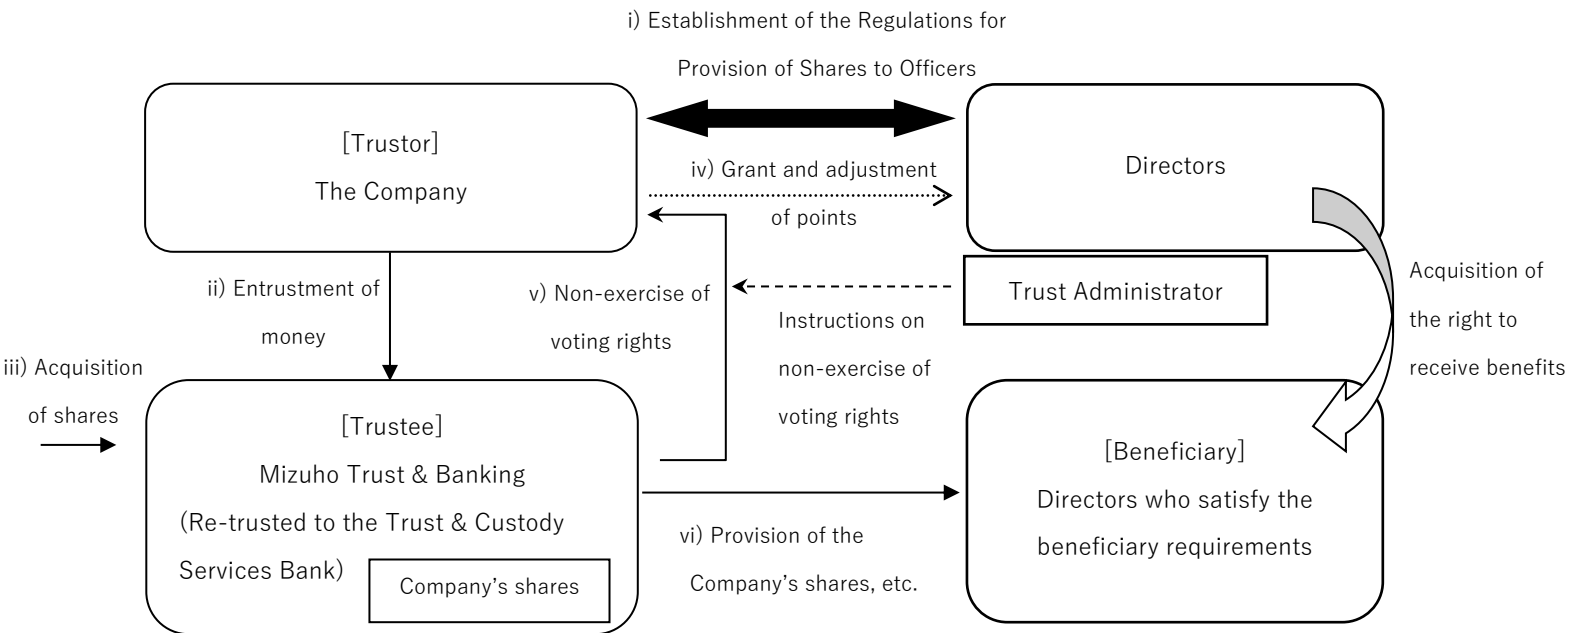 i) Establishment of the Regulations for
Provision of Shares to Officers
[Trustor]
The Company
Directors
iv) Grant and adjustment
of points
ii) Entrustment of
money
v) Non-exercise of
voting rights
Trust Administrator
Instructions on
non-exercise of
voting rights
Acquisition of
the right to
receive benefits
iii) Acquisition
of shares
[Trustee]
Mizuho Trust & Banking
(Re-trusted to the Trust & Custody
Services Bank)
Company’s shares
vi) Provision of the
Company’s shares, etc.
[Beneficiary]
Directors who satisfy the
beneficiary requirements